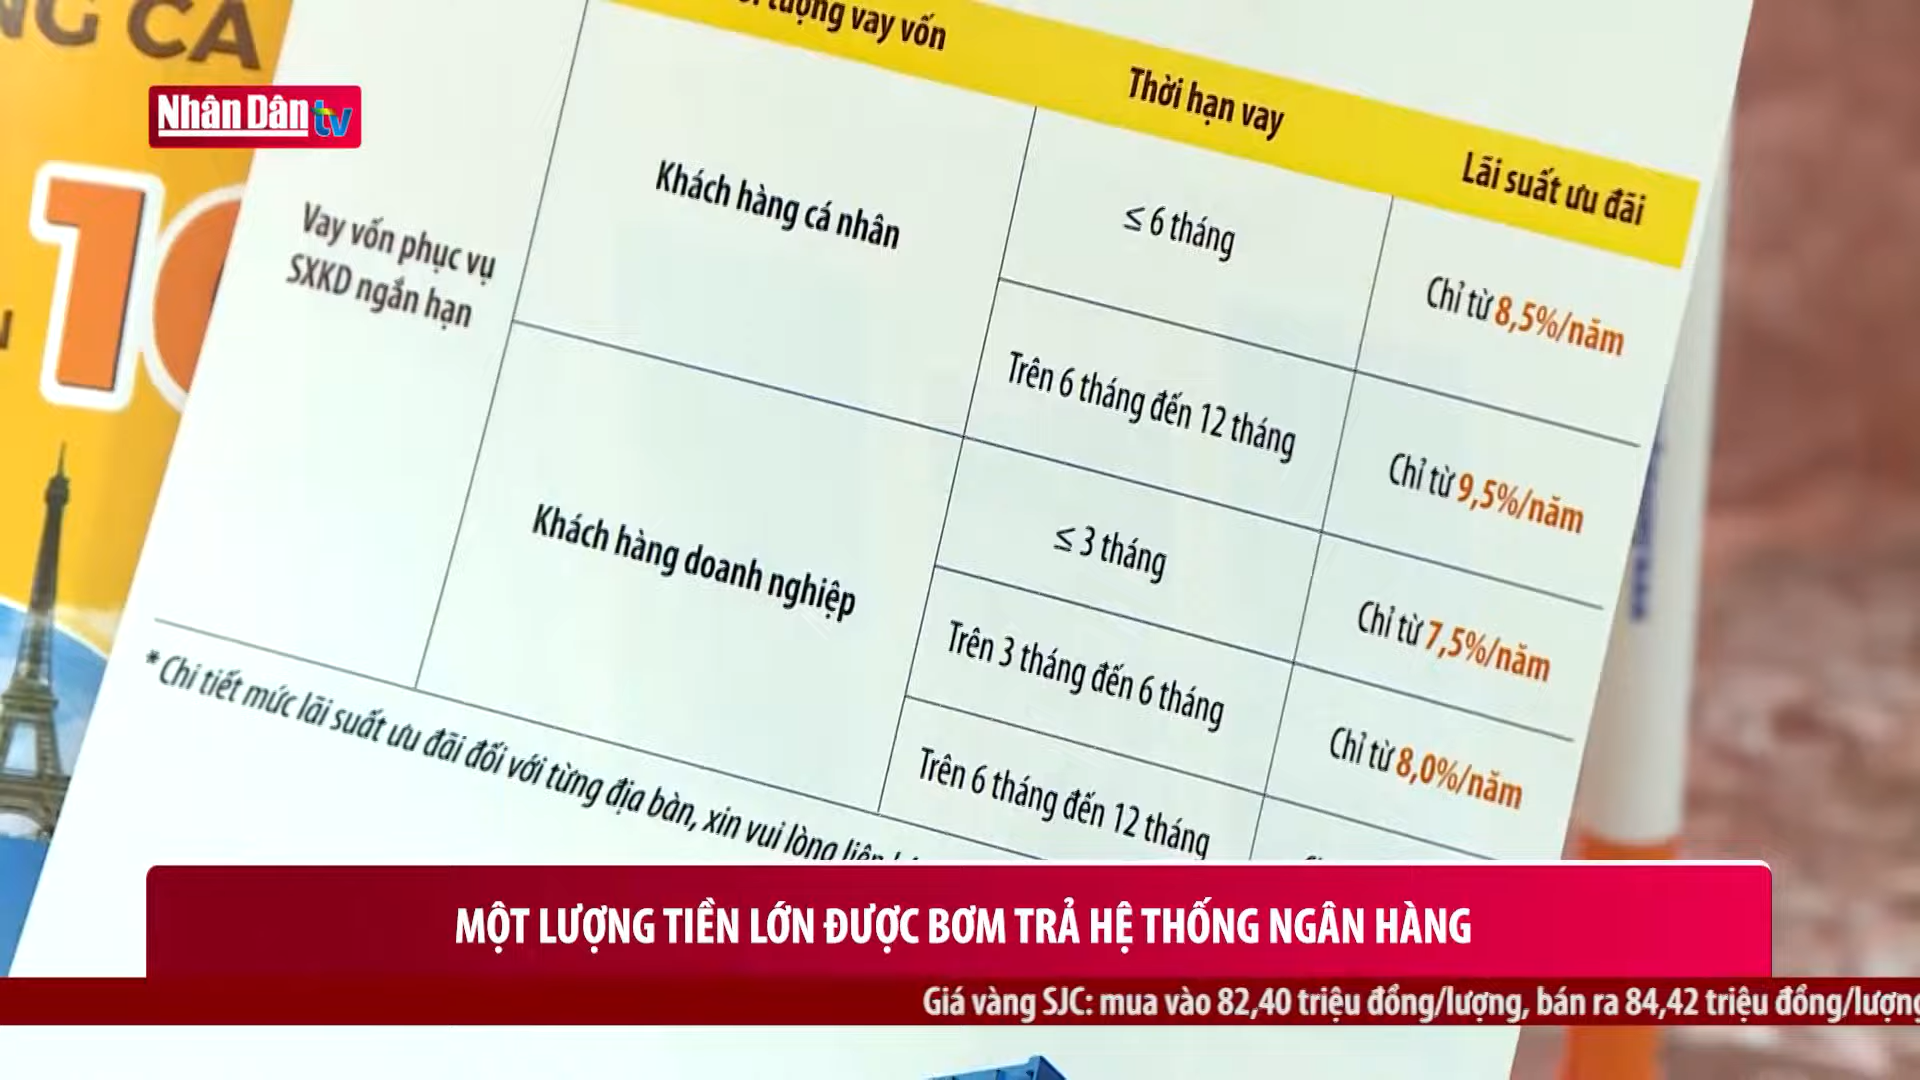 Nhân Dân tv
tượng vay vốn
Thời hạn vay
Lãi suất ưu đãi
Vay vốn phục vụ
SXKD ngắn hạn
Khách hàng cá nhân
≤ 6 tháng
Chỉ từ 8,5%/năm
Trên 6 tháng đến 12 tháng
Chỉ từ 9,5%/năm
Khách hàng doanh nghiệp
≤ 3 tháng
Chỉ từ 7,5%/năm
Trên 3 tháng đến 6 tháng
Chỉ từ 8,0%/năm
Trên 6 tháng đến 12 tháng
* Chi tiết mức lãi suất ưu đãi đối với từng địa bàn, xin vui lòng liên
MỘT LƯỢNG TIỀN LỚN ĐƯỢC BƠM TRẢ HỆ THỐNG NGÂN HÀNG
Giá vàng SJC: mua vào 82,40 triệu đồng/lượng, bán ra 84,42 triệu đồng/lượng